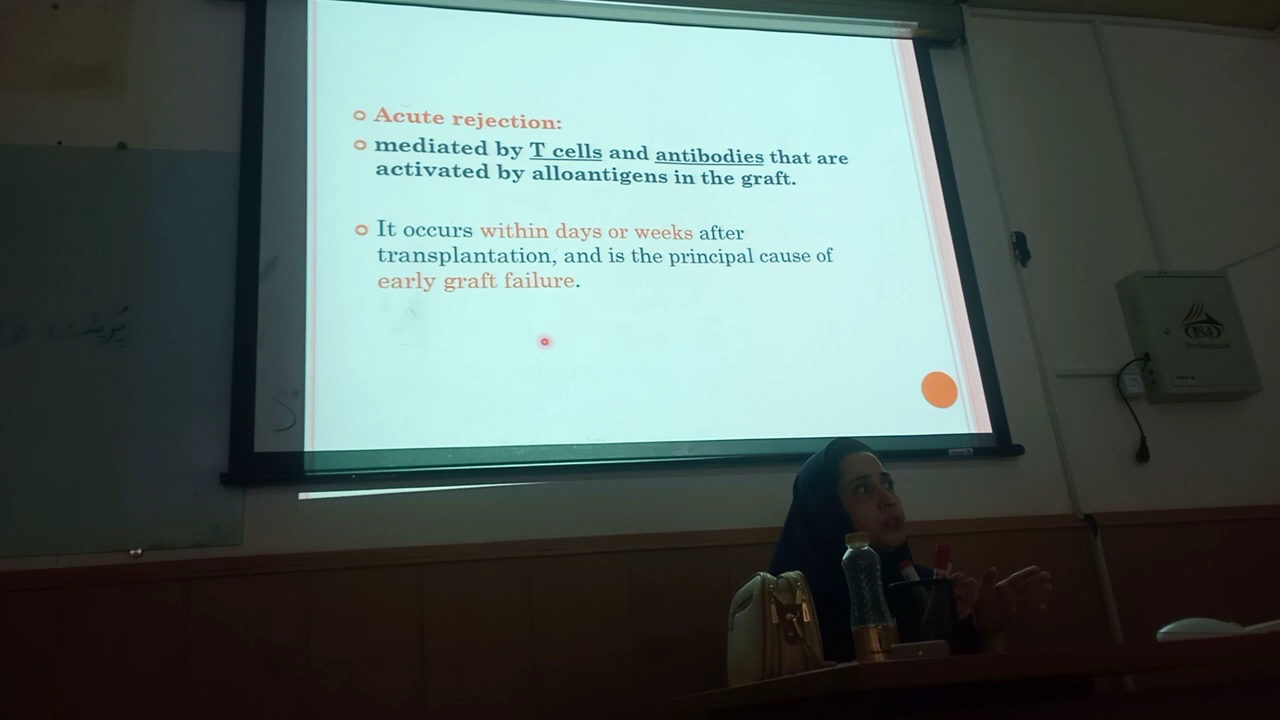 Acute rejection:
mediated by T cells and antibodies that are
activated by alloantigens in the graft.
It occurs within days or weeks after
transplantation, and is the principal cause of
early graft failure.
Professional